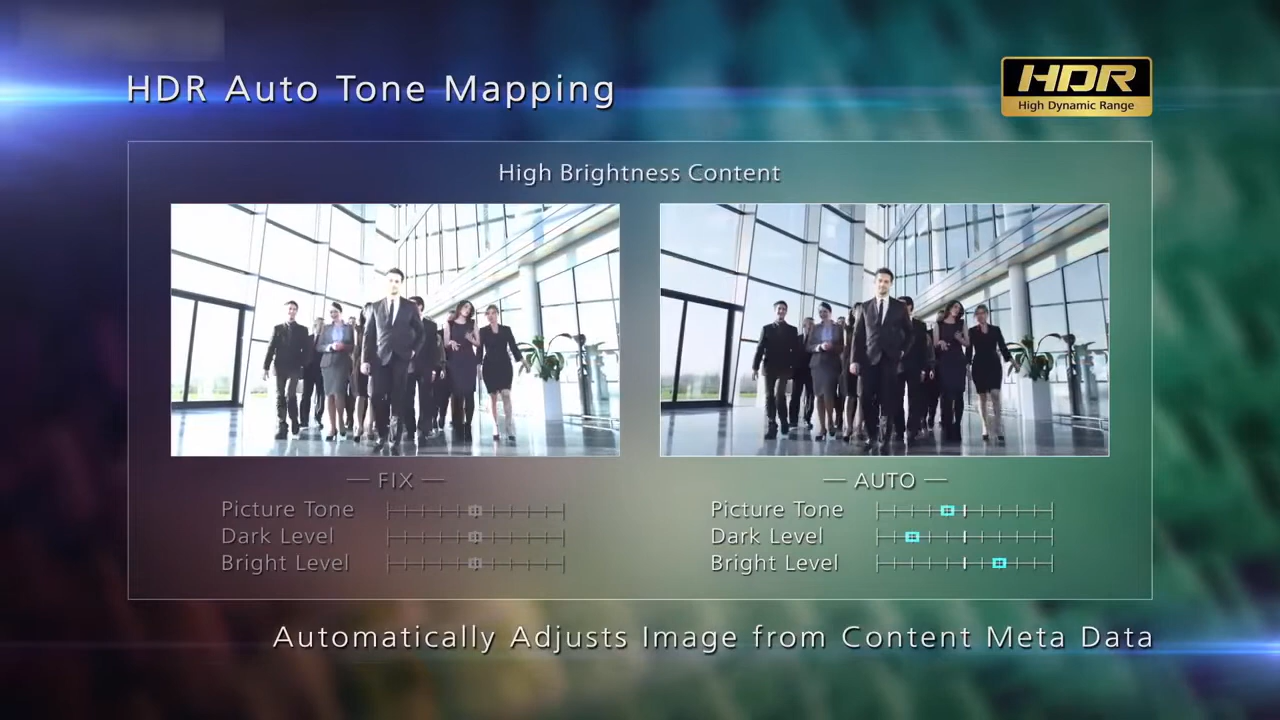 HDR Auto Tone Mapping
HDR
High Dynamic Range
High Brightness Content
FIX
Picture Tone
Dark Level
Bright Level
AUTO
Picture Tone
Dark Level
Bright Level
Automatically Adjusts Image from Content Meta Data